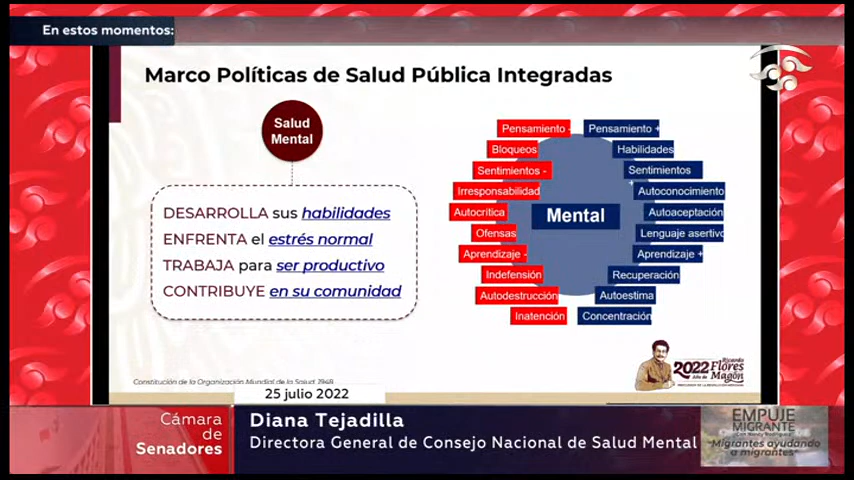 En estos momentos:
Marco Políticas de Salud Pública Integradas
Salud
Mental
DESARROLLA sus habilidades
ENFRENTA el estrés normal
TRABAJA para ser productivo
CONTRIBUYE en su comunidad
Pensamiento -
Bloqueos
Sentimientos -
Irresponsabilidad
Autocrítica
Ofensas
Aprendizaje -
Indefensión
Autodestrucción
Inatención
Mental
Pensamiento +
Habilidades
Sentimientos
+
Autoconocimiento
Autoaceptación
Lenguaje asertivo
Aprendizaje +
Recuperación
Autoestima
Concentración
Constitución de la Organización Mundial de la Salud 1948
2022 Ricardo
Año de Flores
Magón
25 julio 2022
Cámara
de
Senadores
Diana Tejadilla
Directora General de Consejo Nacional de Salud Mental
EMPUJE
MIGRANTE
"Migrantes ayudando
a migrantes"